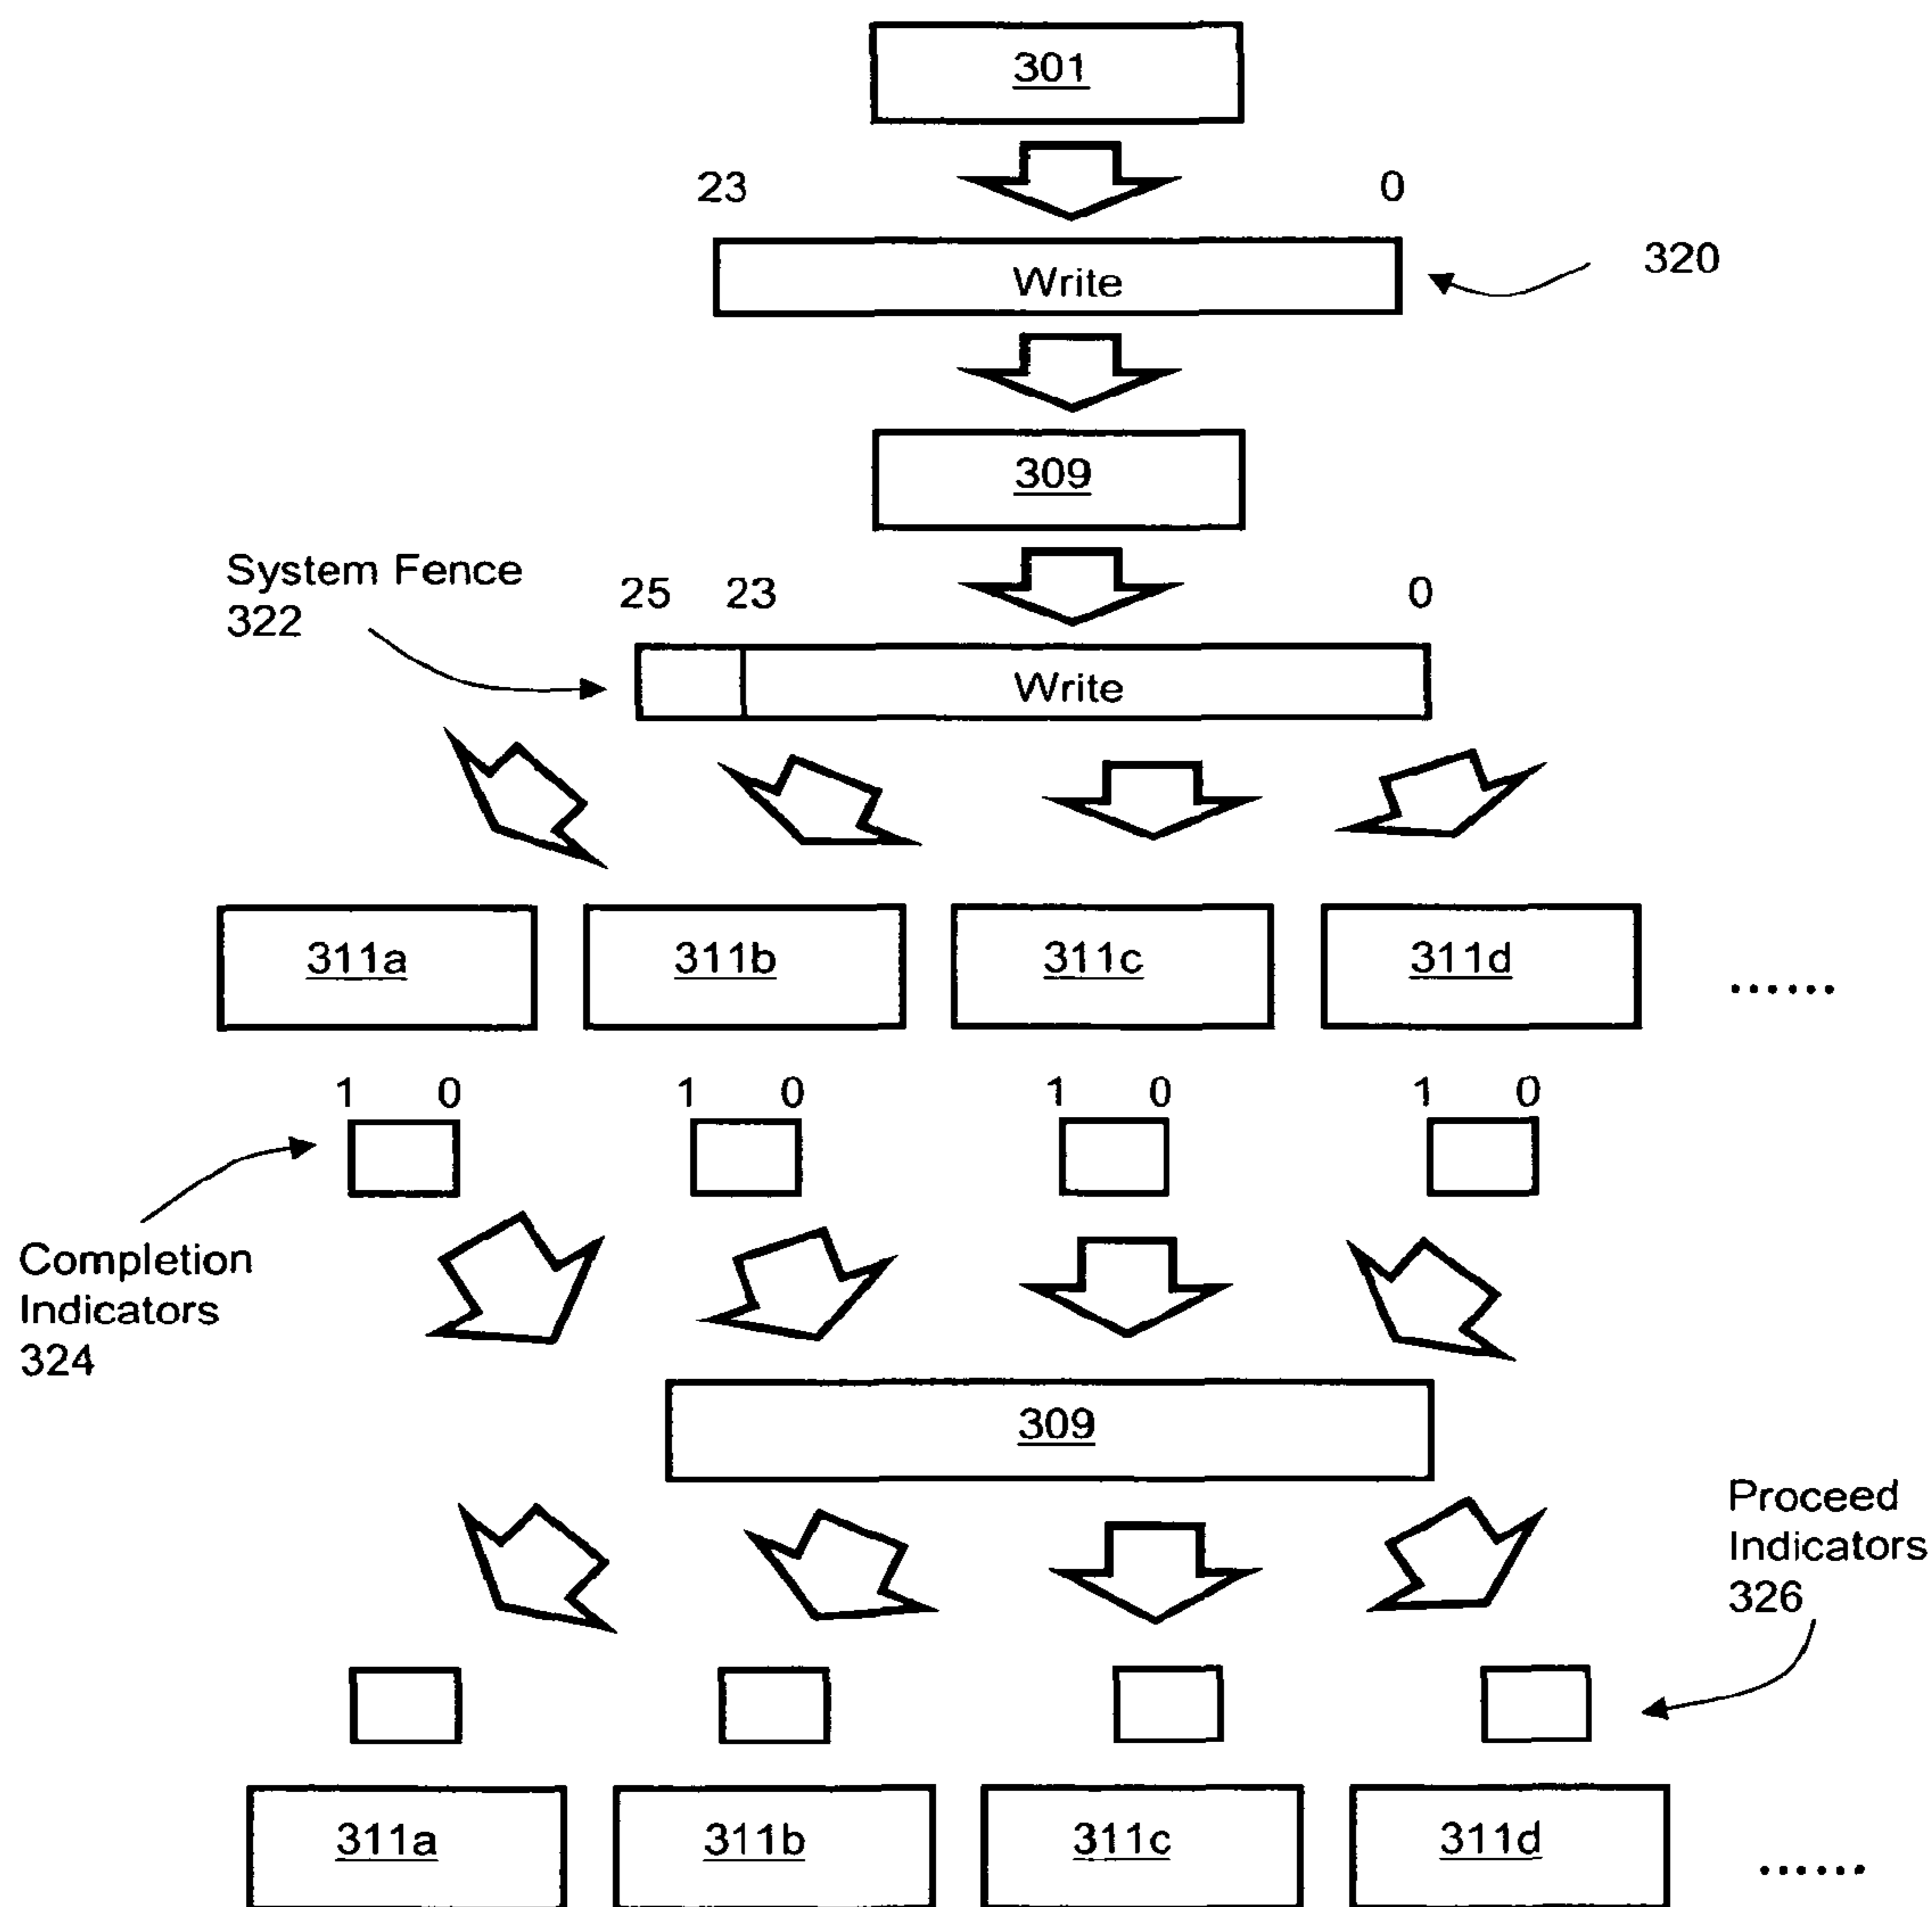 301
23 0
Write
320
309
System Fence
322
25 23 0
Write
311a 311b 311c 311d ......
1 0 1 0 1 0 1 0
Completion
Indicators
324
309
Proceed
Indicators
326
311a 311b 311c 311d ......